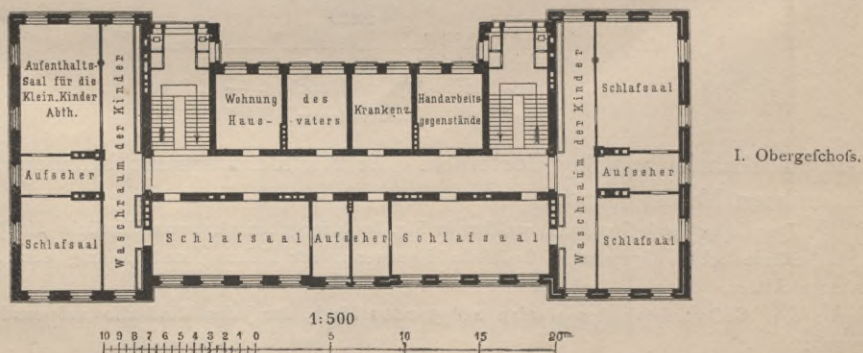 Aufenthalts-
Saal für die
Klein. Kinder
Abth.
Waschraum der Kinder
Aufseher
Schlafsaal
Wohnung des
Haus- vaters
Krankenz.
Handarbeits
gegenstände
Schlafsaal
Aufseher
Schlafsaal
Waschraum der Kinder
Schlafsaal
Aufseher
Schlafsaal
I. Obergeſchoſs.
1:500
10 9 8 7 6 5 4 3 2 1 0 5 10 15 20m